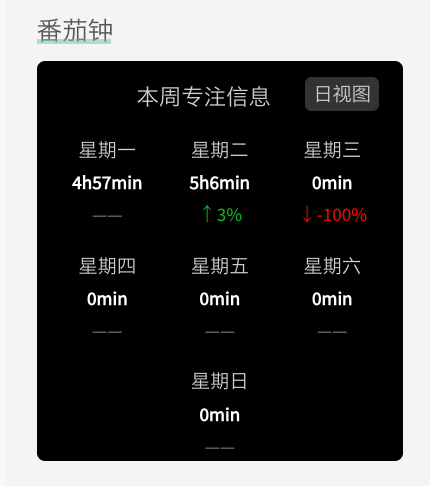 番茄钟
本周专注信息 日视图
星期一 星期二 星期三
4h57min 5h6min 0min
—— ↑3% ↓-100%
星期四 星期五 星期六
0min 0min 0min
—— —— ——
星期日
0min
——